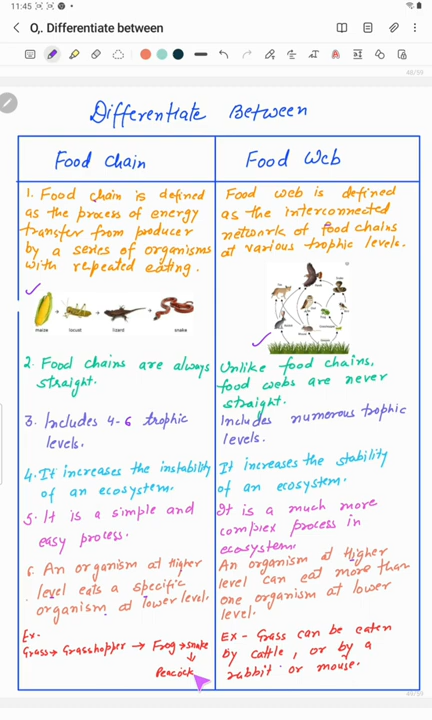 11:45
O,. Differentiate between
46/59
Differentiate Between
Food Chain
1. Food chain is defined
as the process of energy
transfer from producer
by a series of organisms
with repeated eating.
maize locust lizard snake
2. Food chains are always
straight.
3. Includes 4-6 trophic
levels.
4. It increases the instability
of an ecosystem.
5. It is a simple and
easy process.
6. An organism at Higher
level eats a specific
organism at lower level.
Ex-
Grass → Grasshopper → Frog → snake
↓
Peacock
Food Web
Food web is defined
as the interconnected
network of food chains
at various trophic levels.
Unlike food chains,
food webs are never
straight.
Includes numerous trophic
levels.
It increases the stability
of an ecosystem.
It is a much more
complex process in
ecosystem.
An organism at Higher
level can eat more than
one organism at lower
level.
Ex - Grass can be eaten
by cattle, or by a
rabbit or mouse.
49/59